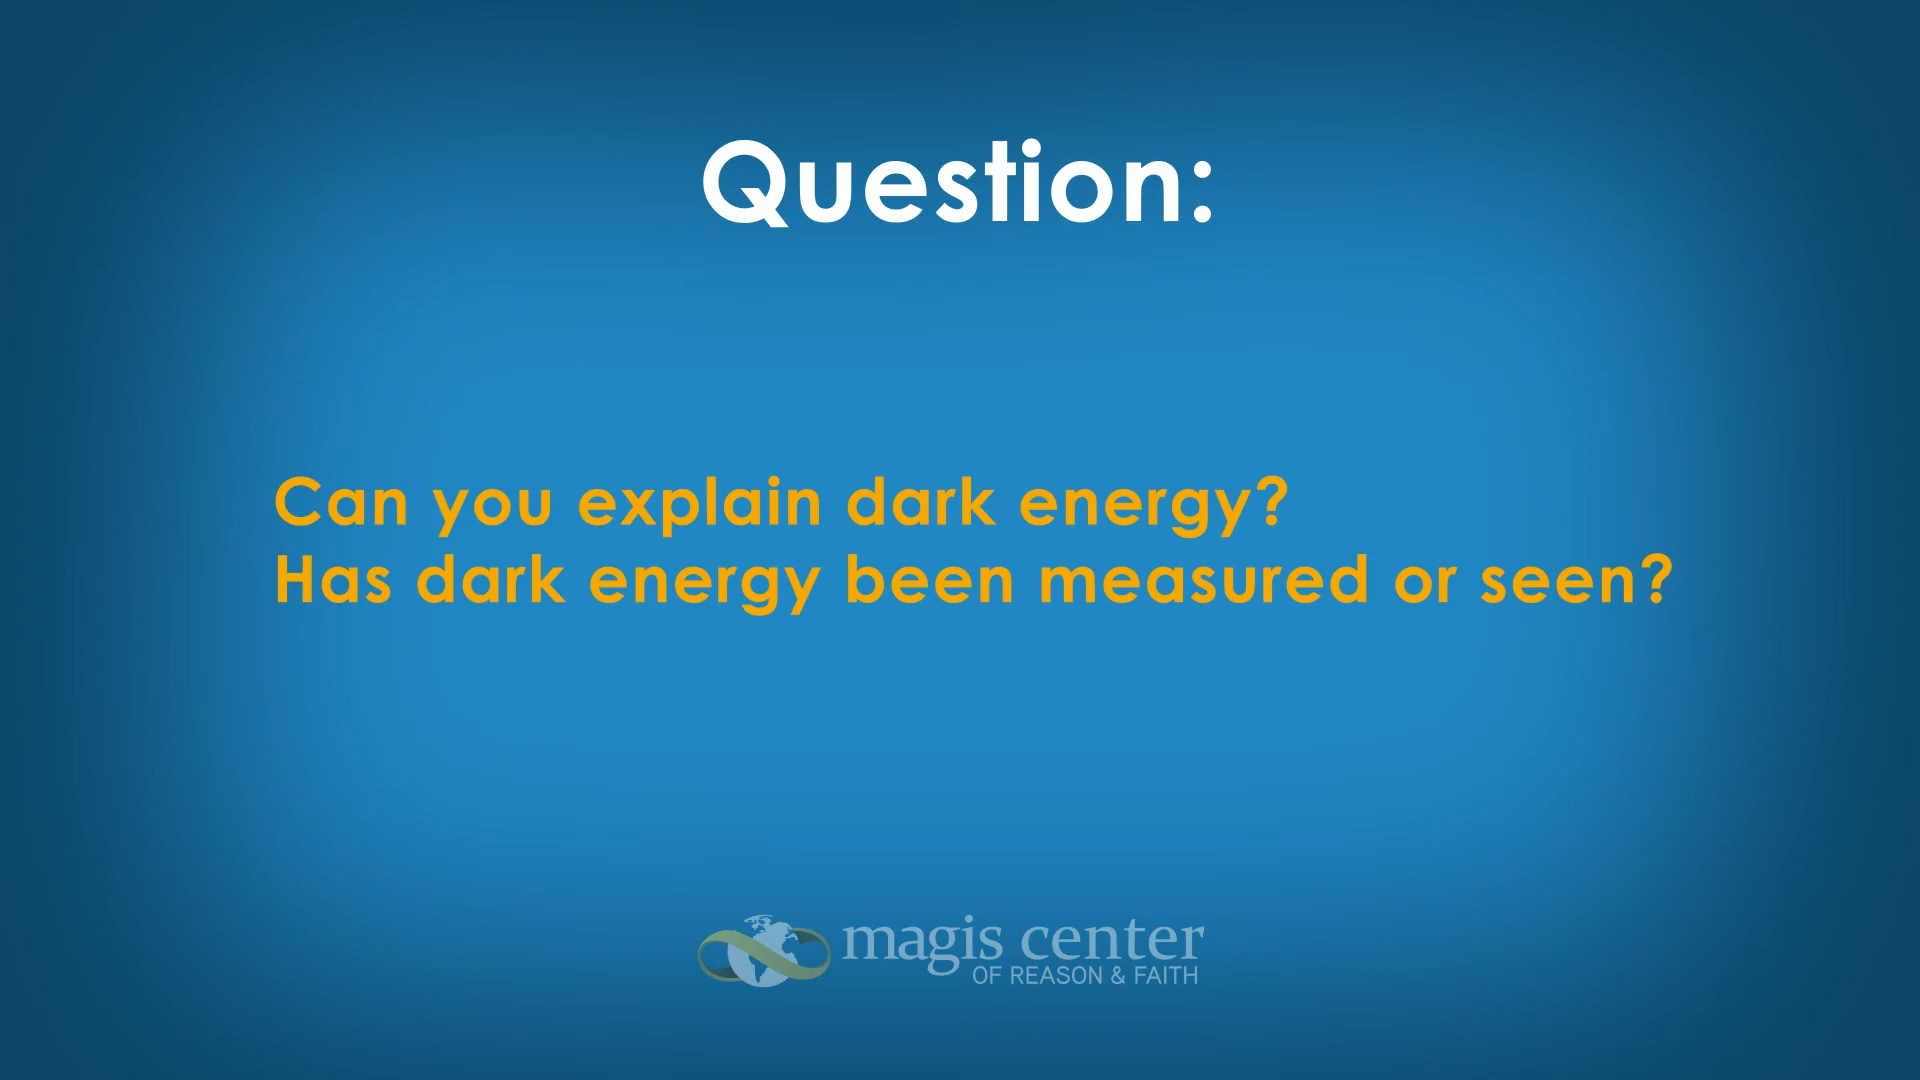 Question:
Can you explain dark energy?
Has dark energy been measured or seen?
magis center
OF REASON & FAITH